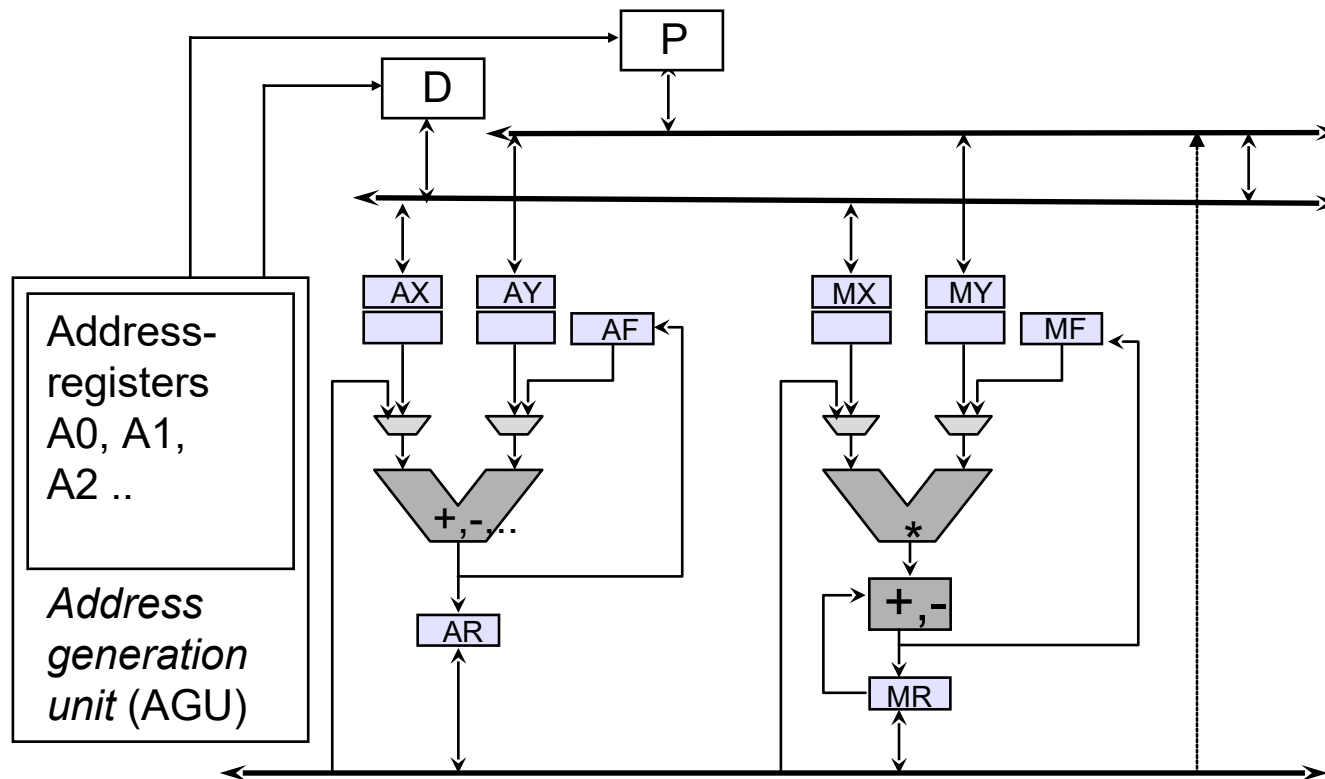 P
D
AX
AY
AF
MX
MY
MF
Address-
registers
A0, A1,
A2 ..
+,-,..
*
+,-
AR
MR
Address
generation
unit (AGU)